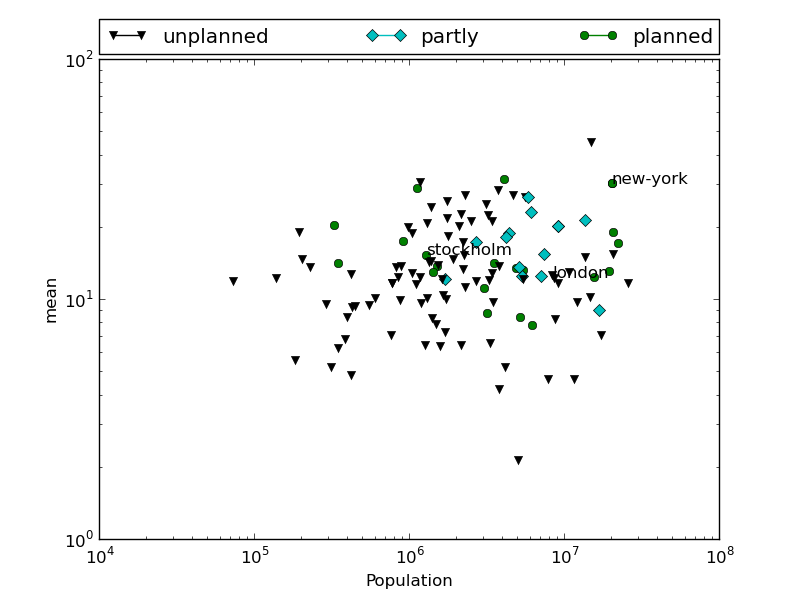 unplanned partly planned
10^2
new-york
stockholm
london
10^1
mean
10^0
10^4 10^5 10^6 10^7 10^8
Population